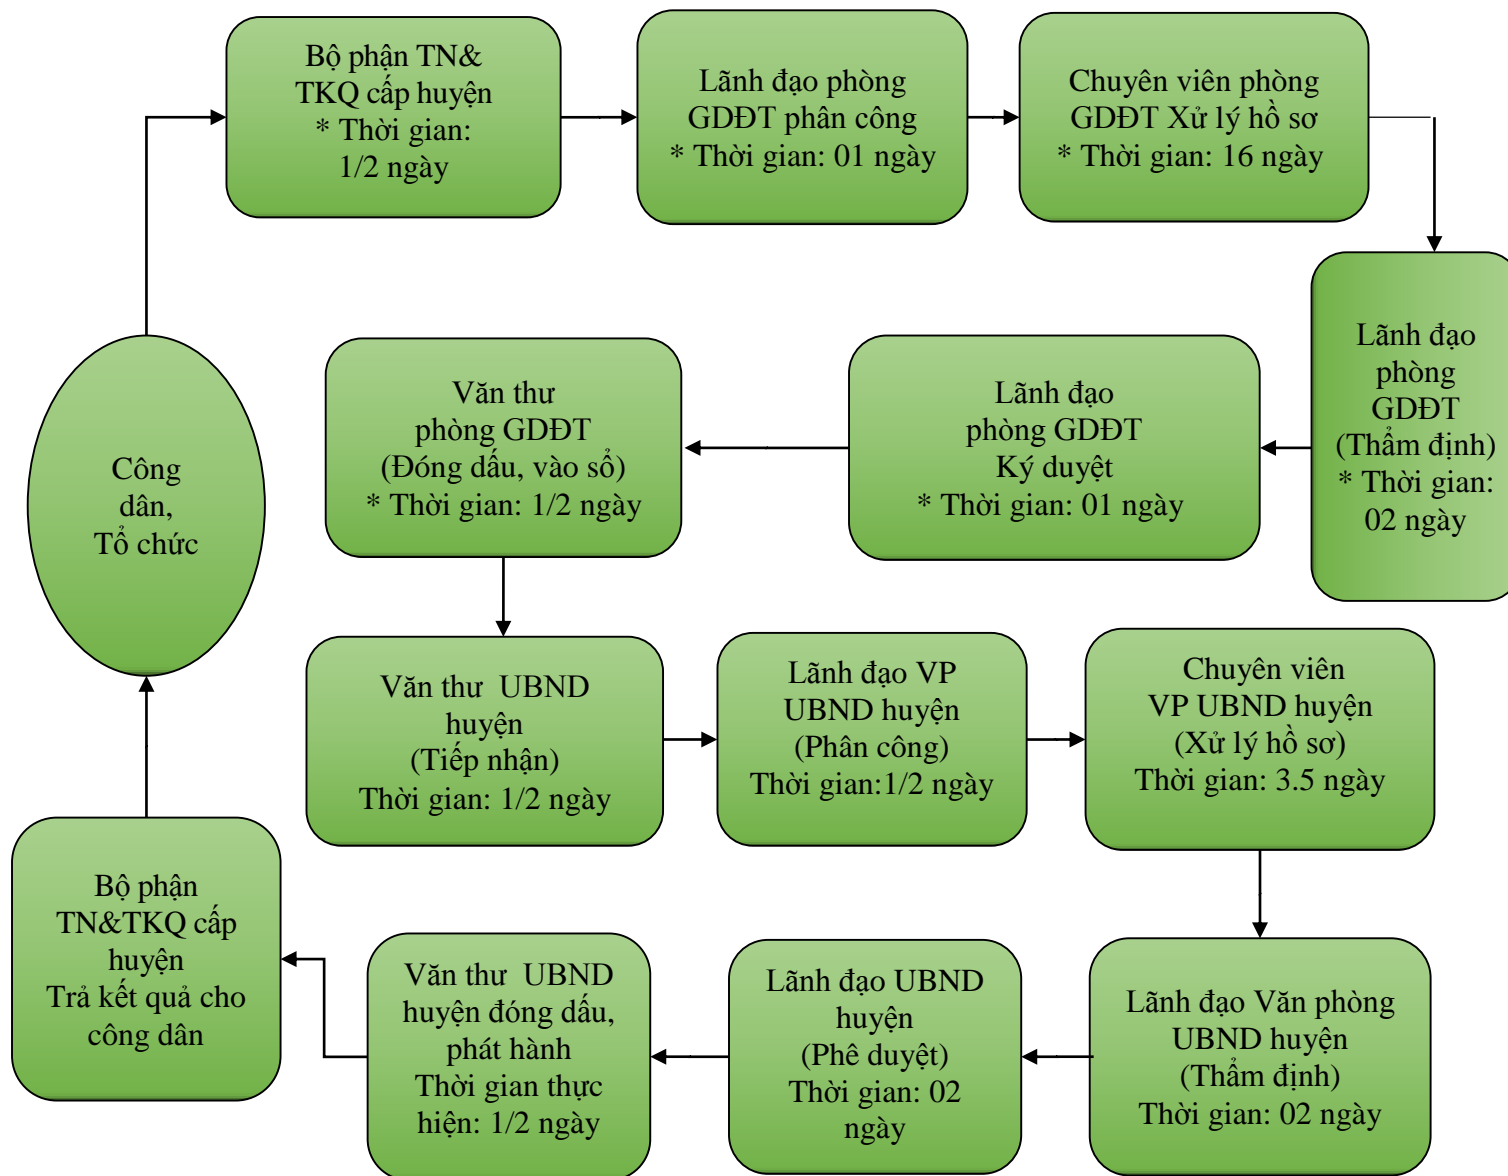 Bộ phận TN&
TKQ cấp huyện
* Thời gian:
1/2 ngày
Lãnh đạo phòng
GDĐT phân công
* Thời gian: 01 ngày
Chuyên viên phòng
GDĐT Xử lý hồ sơ
* Thời gian: 16 ngày
Lãnh đạo
phòng
GDĐT
(Thẩm định)
* Thời gian:
02 ngày
Lãnh đạo
phòng GDĐT
Ký duyệt
* Thời gian: 01 ngày
Văn thư
phòng GDĐT
(Đóng dấu, vào sổ)
* Thời gian: 1/2 ngày
Công
dân,
Tổ chức
Văn thư  UBND
huyện
(Tiếp nhận)
Thời gian: 1/2 ngày
Lãnh đạo VP
UBND huyện
(Phân công)
Thời gian:1/2 ngày
Chuyên viên
VP UBND huyện
(Xử lý hồ sơ)
Thời gian: 3.5 ngày
Lãnh đạo Văn phòng
UBND huyện
(Thẩm định)
Thời gian: 02 ngày
Lãnh đạo UBND
huyện
(Phê duyệt)
Thời gian: 02
ngày
Văn thư  UBND
huyện đóng dấu,
phát hành
Thời gian thực
hiện: 1/2 ngày
Bộ phận
TN&TKQ cấp
huyện
Trả kết quả cho
công dân